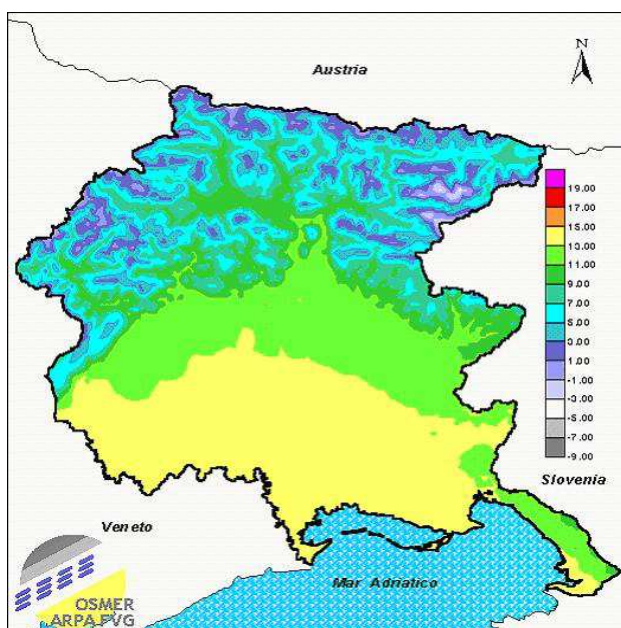 Austria
N
19.00
17.00
15.00
13.00
11.00
9.00
7.00
5.00
3.00
1.00
-1.00
-3.00
-5.00
-7.00
-9.00
Slovenia
Veneto
Mar Adriatico
OSMER
ARPA FVG